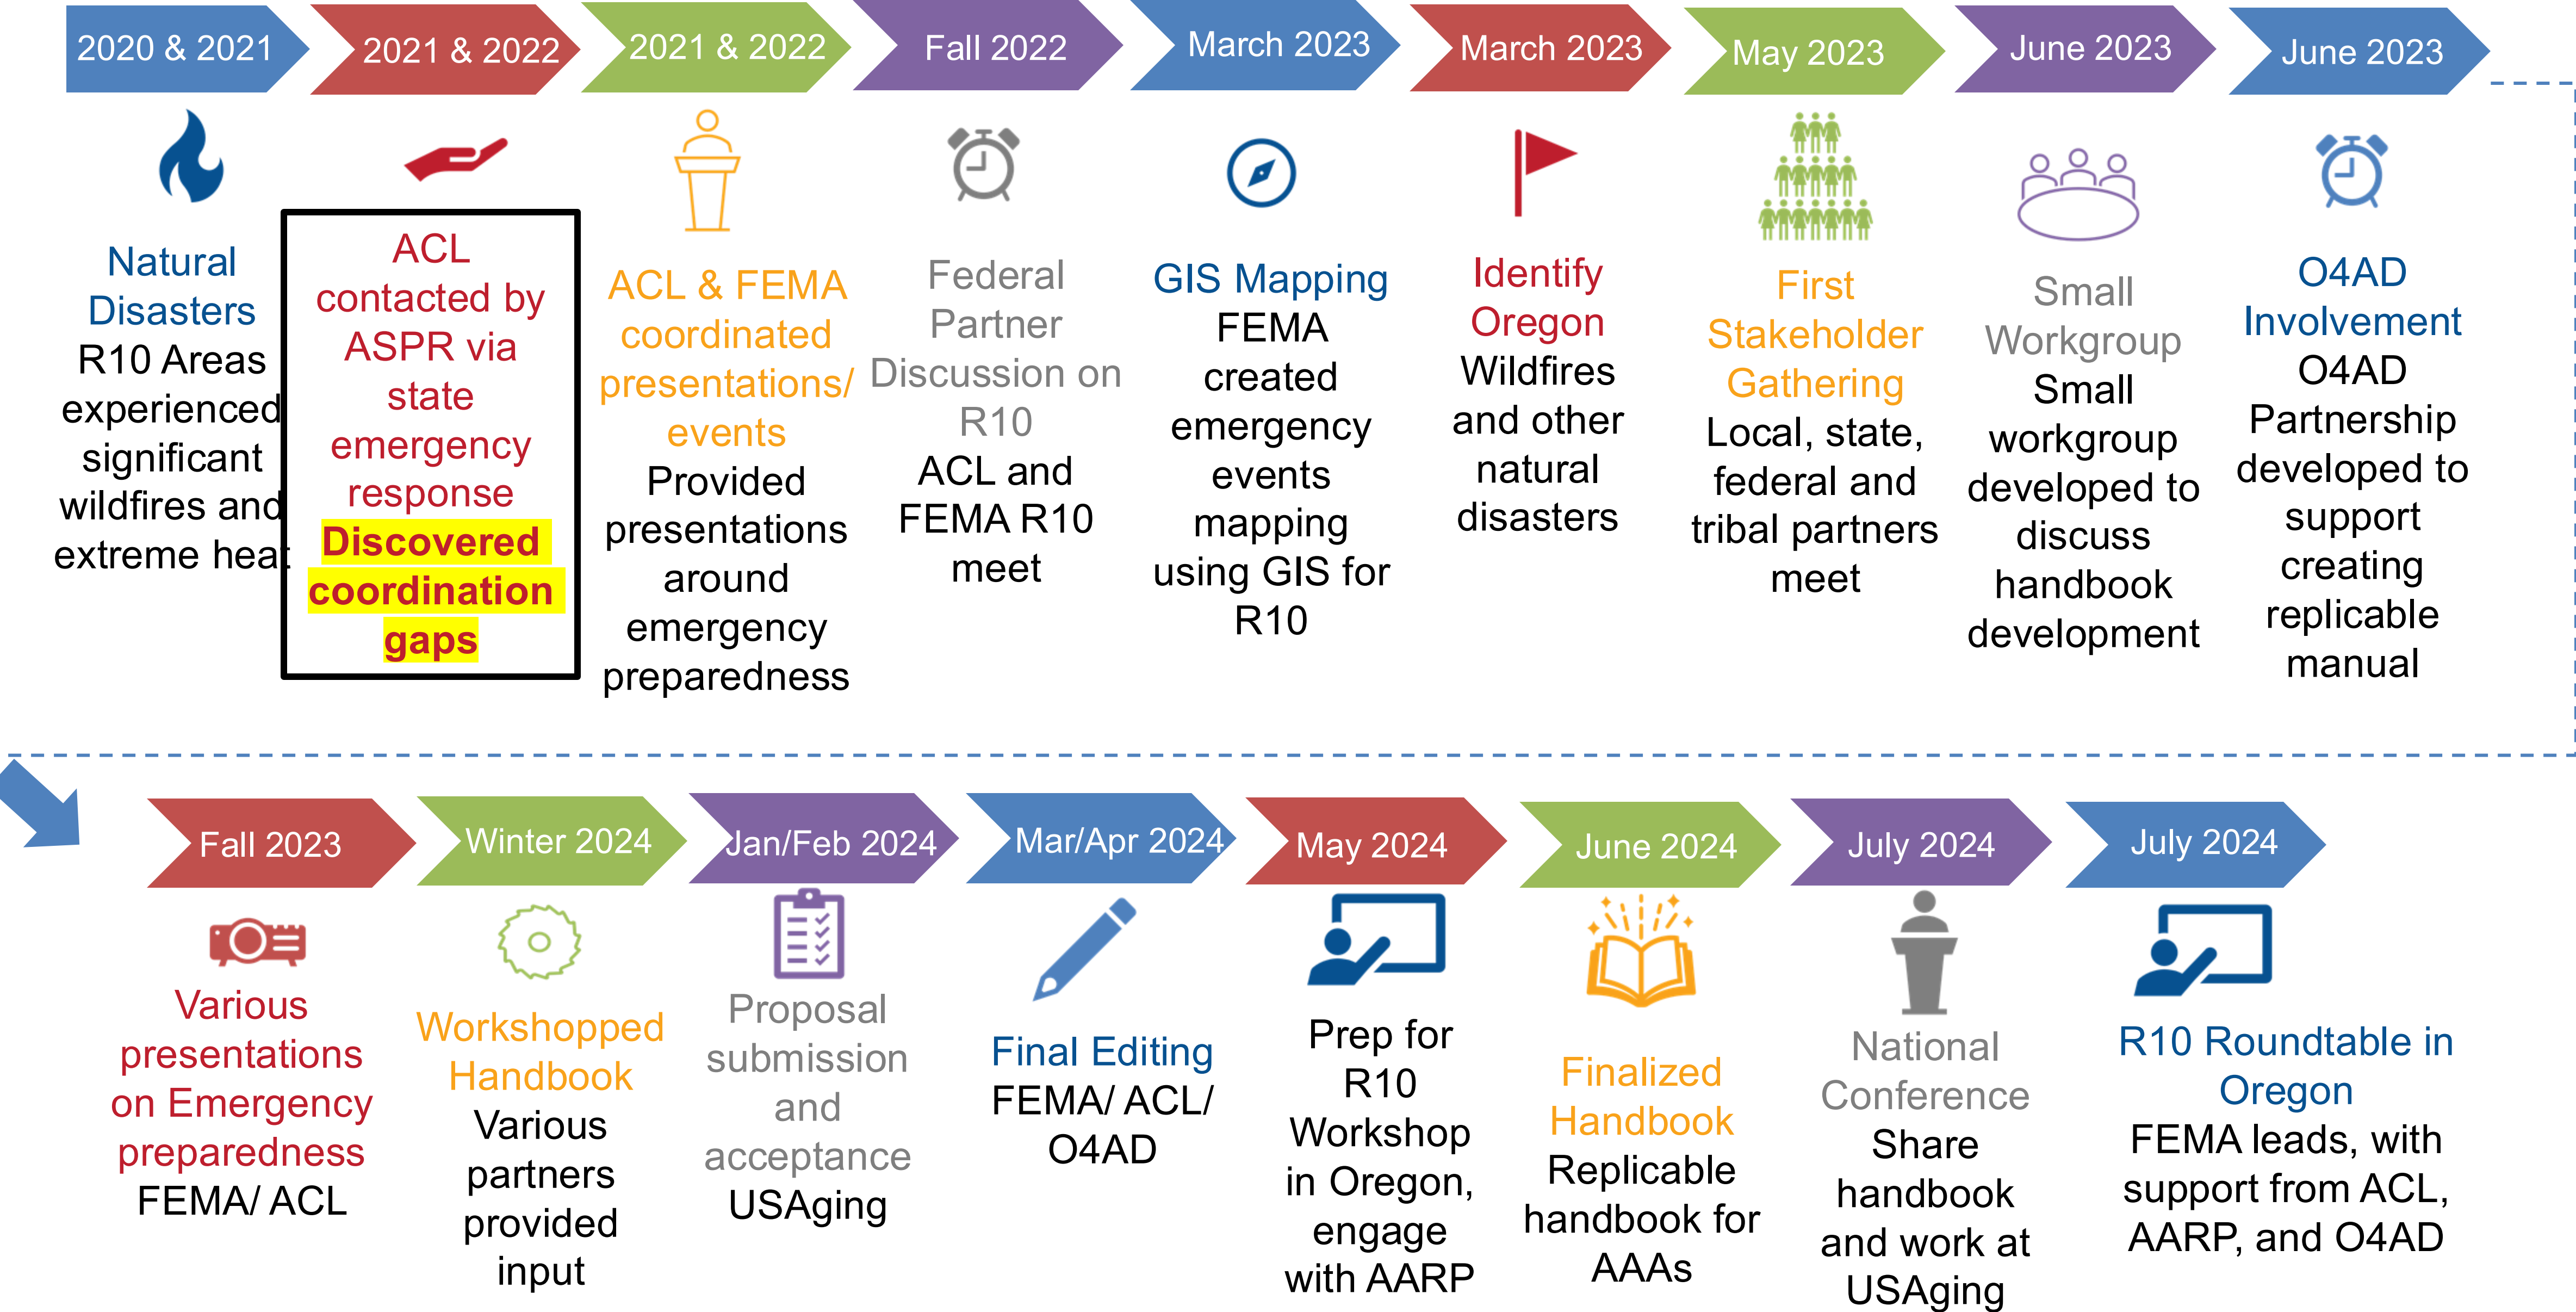 2020 & 2021
2021 & 2022
2021 & 2022
Fall 2022
March 2023
March 2023
May 2023
June 2023
June 2023
Natural
Disasters
R10 Areas
experienced
significant
wildfires and
extreme heat
ACL
contacted by
ASPR via
state
emergency
response
Discovered
coordination
gaps
ACL & FEMA
coordinated
presentations/
events
Provided
presentations
around
emergency
preparedness
Federal
Partner
Discussion on
R10
ACL and
FEMA R10
meet
GIS Mapping
FEMA
created
emergency
events
mapping
using GIS for
R10
Identify
Oregon
Wildfires
and other
natural
disasters
First
Stakeholder
Gathering
Local, state,
federal and
tribal partners
meet
Small
Workgroup
Small
workgroup
developed to
discuss
handbook
development
O4AD
Involvement
O4AD
Partnership
developed to
support
creating
replicable
manual
Fall 2023
Winter 2024
Jan/Feb 2024
Mar/Apr 2024
May 2024
June 2024
July 2024
July 2024
Various
presentations
on Emergency
preparedness
FEMA/ ACL
Workshopped
Handbook
Various
partners
provided
input
Proposal
submission
and
acceptance
USAging
Final Editing
FEMA/ ACL/
O4AD
Prep for
R10
Workshop
in Oregon,
engage
with AARP
Finalized
Handbook
Replicable
handbook for
AAAs
National
Conference
Share
handbook
and work at
USAging
R10 Roundtable in
Oregon
FEMA leads, with
support from ACL,
AARP, and O4AD